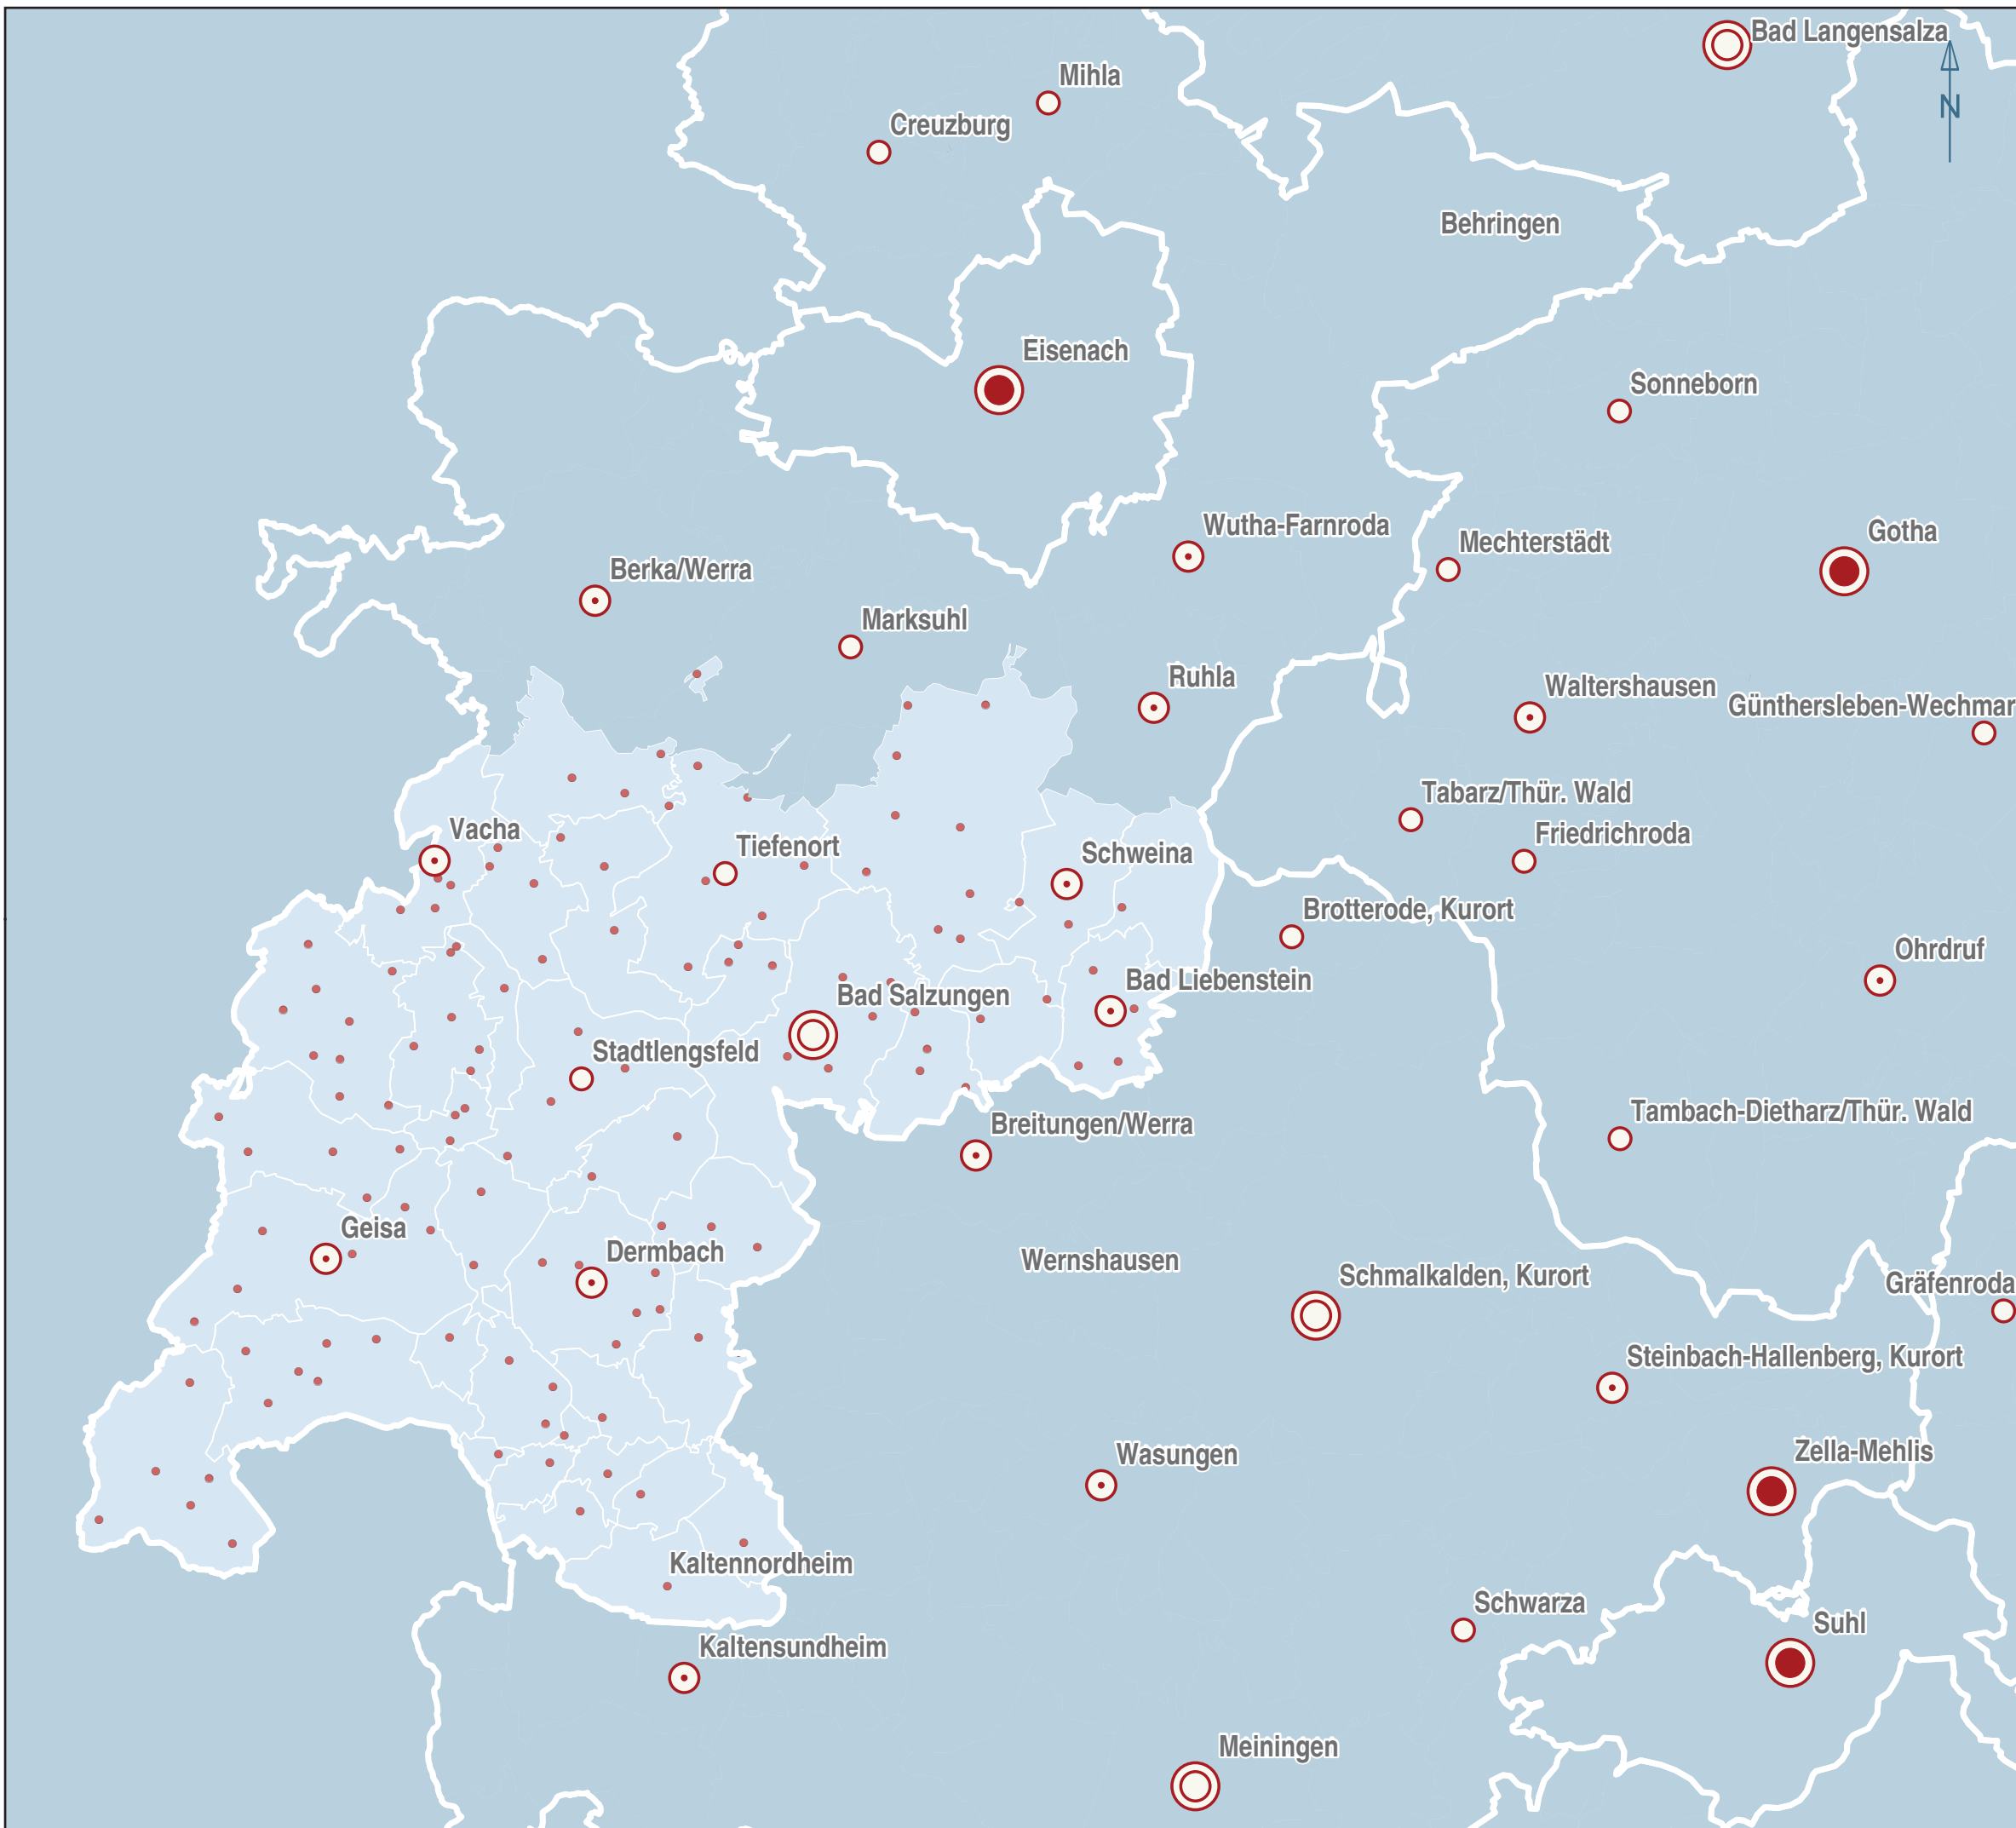 Bad Langensalza
N
Mihla
Creuzburg
Behringen
Eisenach
Sonneborn
Wutha-Farnroda
Gotha
Mechterstädt
Berka/Werra
Marksuhl
Ruhla
Waltershausen
Günthersleben-Wechmar
Tabarz/Thür. Wald
Vacha
Friedrichroda
Tiefenort
Schweina
Brotterode, Kurort
Ohrdruf
Bad Liebenstein
Bad Salzungen
Stadtlengsfeld
Tambach-Dietharz/Thür. Wald
Breitungen/Werra
Geisa
Dermbach
Wernshausen
Schmalkalden, Kurort
Gräfenroda
Steinbach-Hallenberg, Kurort
Zella-Mehlis
Wasungen
Kaltennordheim
Schwarza
Suhl
Kaltensundheim
Meiningen